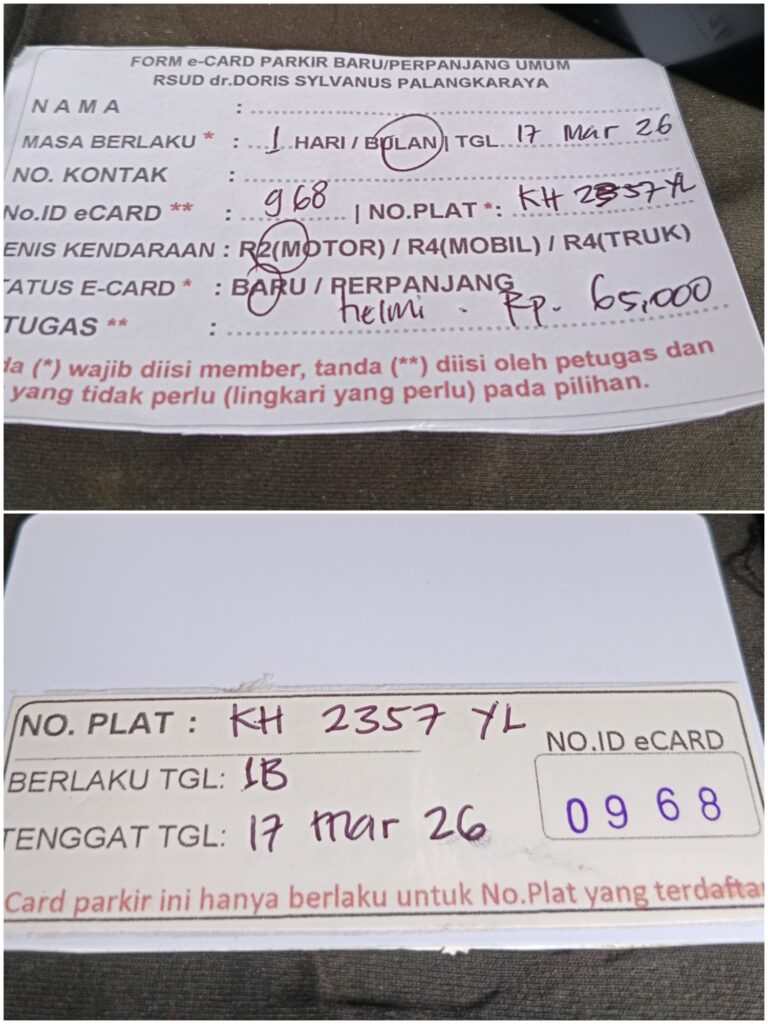 FORM e-CARD PARKIR BARU/PERPANJANG UMUM
RSUD dr.DORIS SYLVANUS PALANGKARAYA
NAMA :
MASA BERLAKU * : 1 HARI / BULAN | TGL 17 Mar 26
NO. KONTAK :
No.ID eCARD ** : 968 | NO.PLAT *: KH 2357 YL
ENIS KENDARAAN : R2(MOTOR) / R4(MOBIL) / R4(TRUK)
ATUS E-CARD * : BARU / PERPANJANG
TUGAS ** : helmi . Rp. 65,000
da (*) wajib diisi member, tanda (**) diisi oleh petugas dan
yang tidak perlu (lingkari yang perlu) pada pilihan.
NO. PLAT : KH 2357 YL
NO.ID eCARD
BERLAKU TGL: 1B
0968
TENGGAT TGL: 17 Mar 26
Card parkir ini hanya berlaku untuk No.Plat yang terdaftar